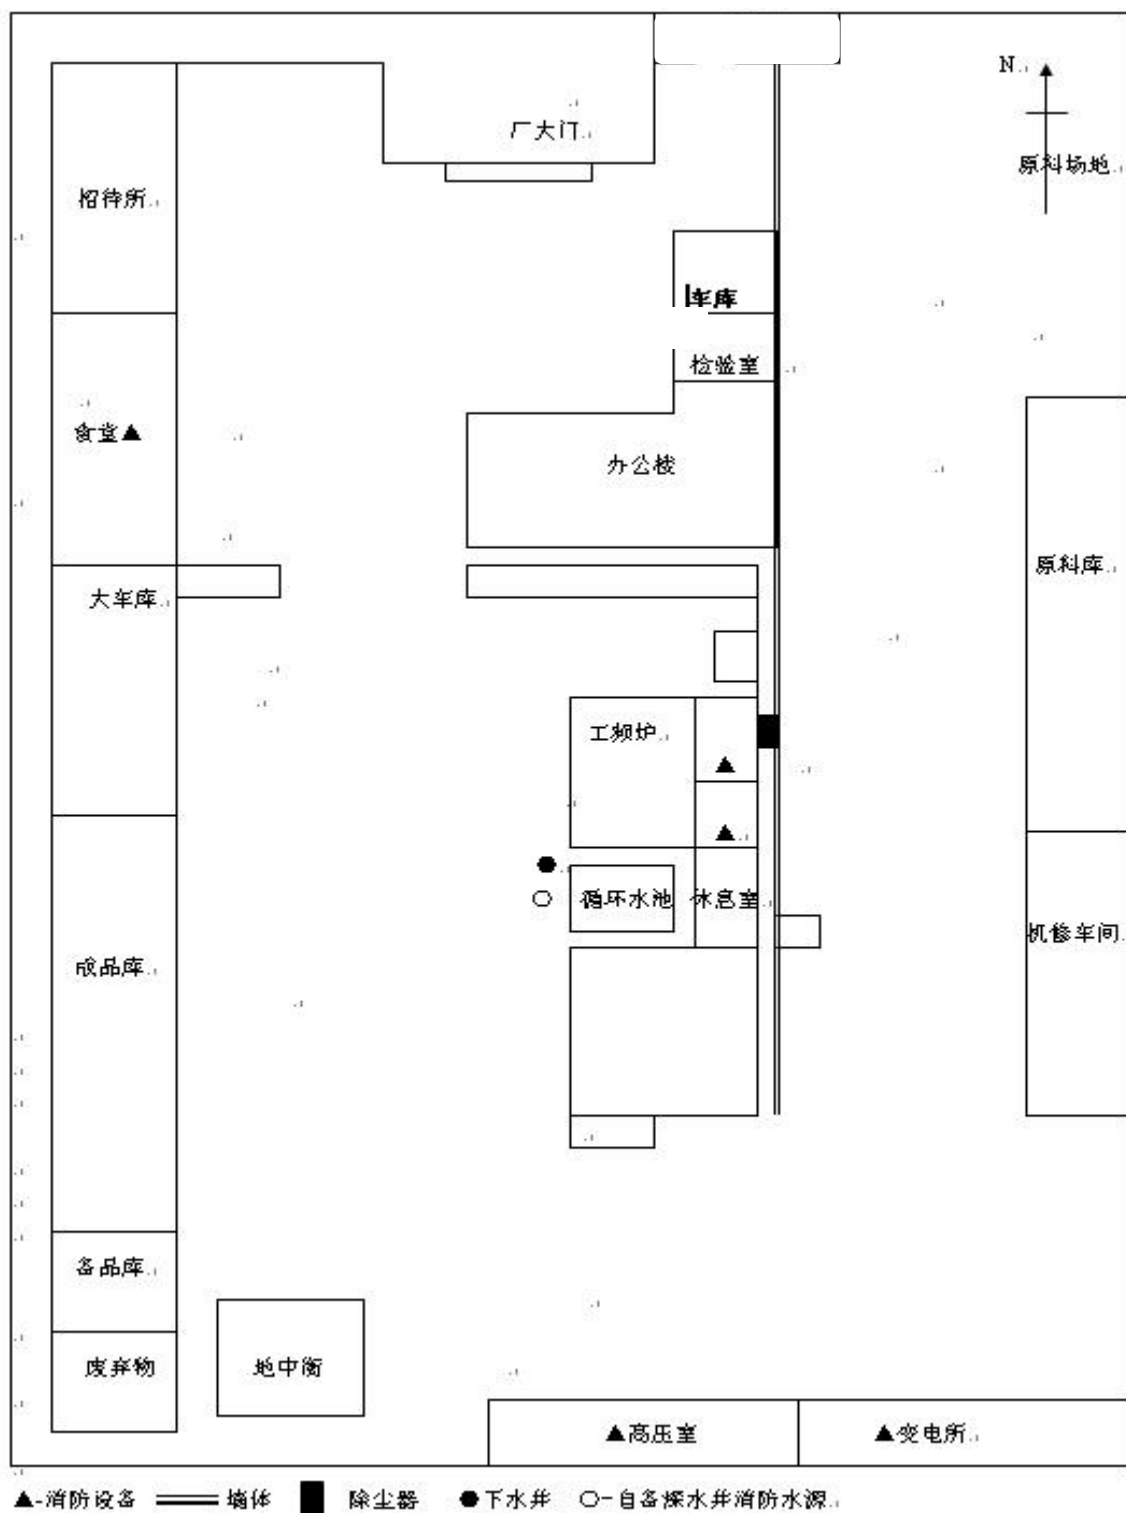 N
厂大门
原料场地
招待所
车库
检验室
食堂▲
办公楼
原料库
大车库
工频炉
▲
▲
循环水池
休息室
机修车间
成品库
备品库
废弃物
地中衡
▲高压室
▲变电所
▲-消防设备 墙体 除尘器 ●下水井 ○-自备深水井消防水源